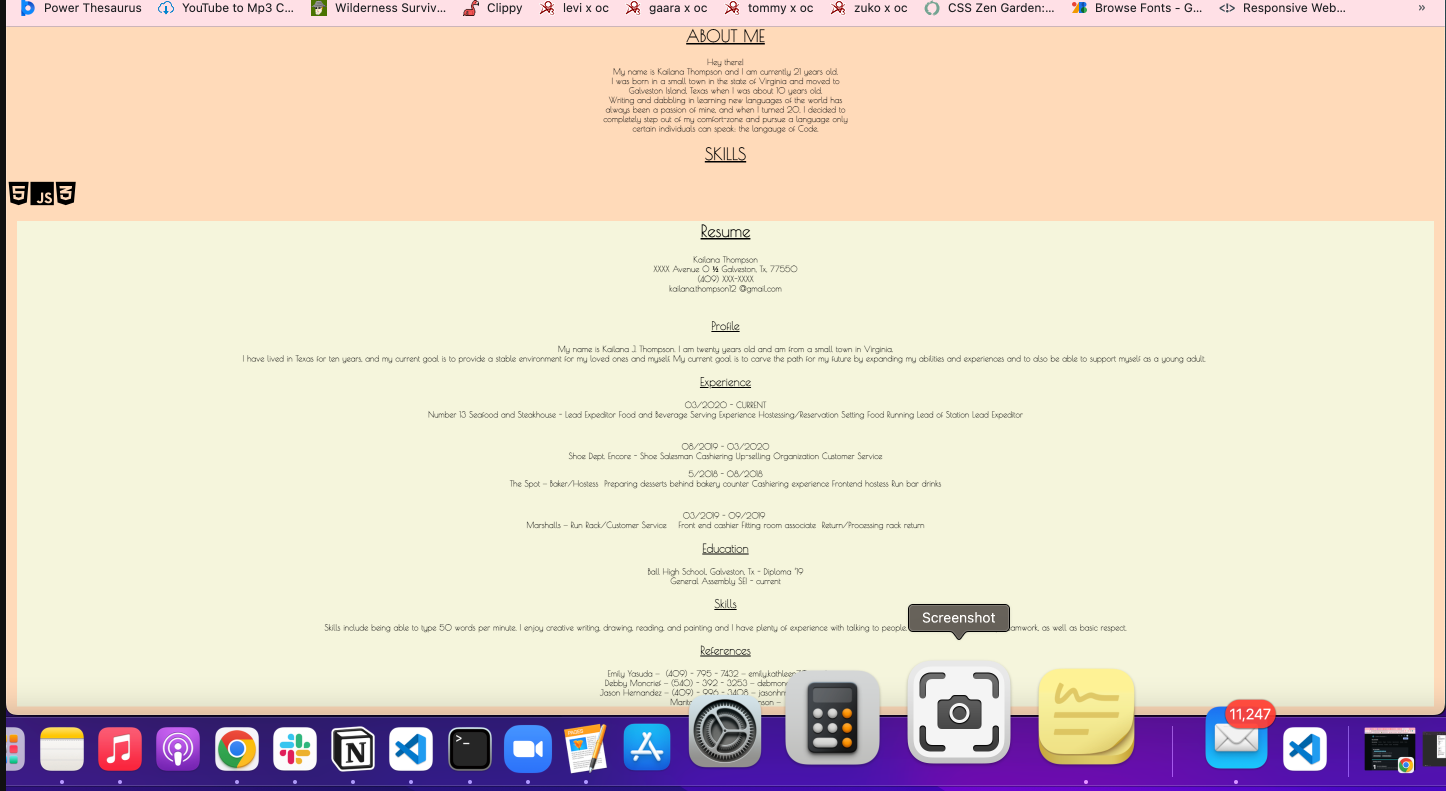 Power Thesaurus YouTube to Mp3 C... Wilderness Surviv... Clippy levi x oc gaara x oc tommy x oc zuko x oc CSS Zen Garden:... Browse Fonts - G... Responsive Web... »
ABOUT ME
Hey there!
My name is Kailana Thompson and I am currently 21 years old.
I was born in a small town in the state of Virginia and moved to
Galveston Island, Texas when I was about 10 years old.
Writing and dabbling in learning new languages of the world has
always been a passion of mine, and when I turned 20, I decided to
completely step out of my comfort-zone and pursue a language only
certain individuals can speak: the langauge of Code.
SKILLS
5 JS 3
Resume
Kailana Thompson
XXXX Avenue O ½ Galveston, Tx, 77550
(409) XXX-XXXX
kailana.thompson12 @gmail.com
Profile
My name is Kailana J. Thompson. I am twenty years old and am from a small town in Virginia.
I have lived in Texas for ten years, and my current goal is to provide a stable environment for my loved ones and myself. My current goal is to carve the path for my future by expanding my abilities and experiences and to also be able to support myself as a young adult.
Experience
03/2020 - CURRENT
Number 13 Seafood and Steakhouse - Lead Expeditor Food and Beverage Serving Experience Hostessing/Reservation Setting Food Running Lead of Station Lead Expeditor
08/2019 - 03/2020
Shoe Dept. Encore - Shoe Salesman Cashiering Up-selling Organization Customer Service
5/2018 - 08/2018
The Spot – Baker/Hostess Preparing desserts behind bakery counter Cashiering experience Frontend hostess Run bar drinks
03/2019 - 09/2019
Marshalls – Run Rack/Customer Service Front end cashier Fitting room associate Return/Processing rack return
Education
Ball High School, Galveston, Tx - Diploma '19
General Assembly SEI - current
Skills
Skills include being able to type 50 words per minute, I enjoy creative writing, drawing, reading, and painting and I have plenty of experience with talking to people, amwork, as well as basic respect.
Screenshot
References
Emily Yasuda – (409) - 795 - 7432 – emily.kathleen
Debby Moncrief – (540) - 392 - 3253 – debmon
Jason Hernandez – (409) - 996 - 3408 – jasonh
Marit rson –
11,247